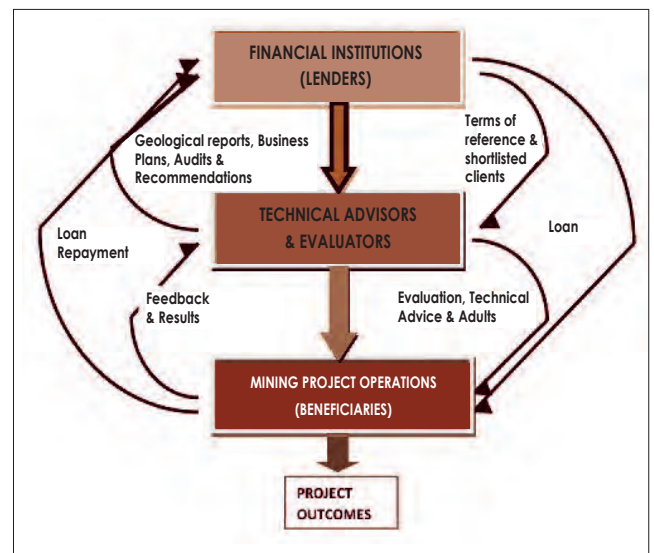 FINANCIAL INSTITUTIONS
(LENDERS)
Geological reports, Business
Plans, Audits &
Recommendations
Terms of
reference &
shortlisted
clients
TECHNICAL ADVISORS
& EVALUATORS
Loan
Repayment
Loan
Feedback
& Results
Evaluation, Technical
Advice & Adults
MINING PROJECT OPERATIONS
(BENEFICIARIES)
PROJECT
OUTCOMES